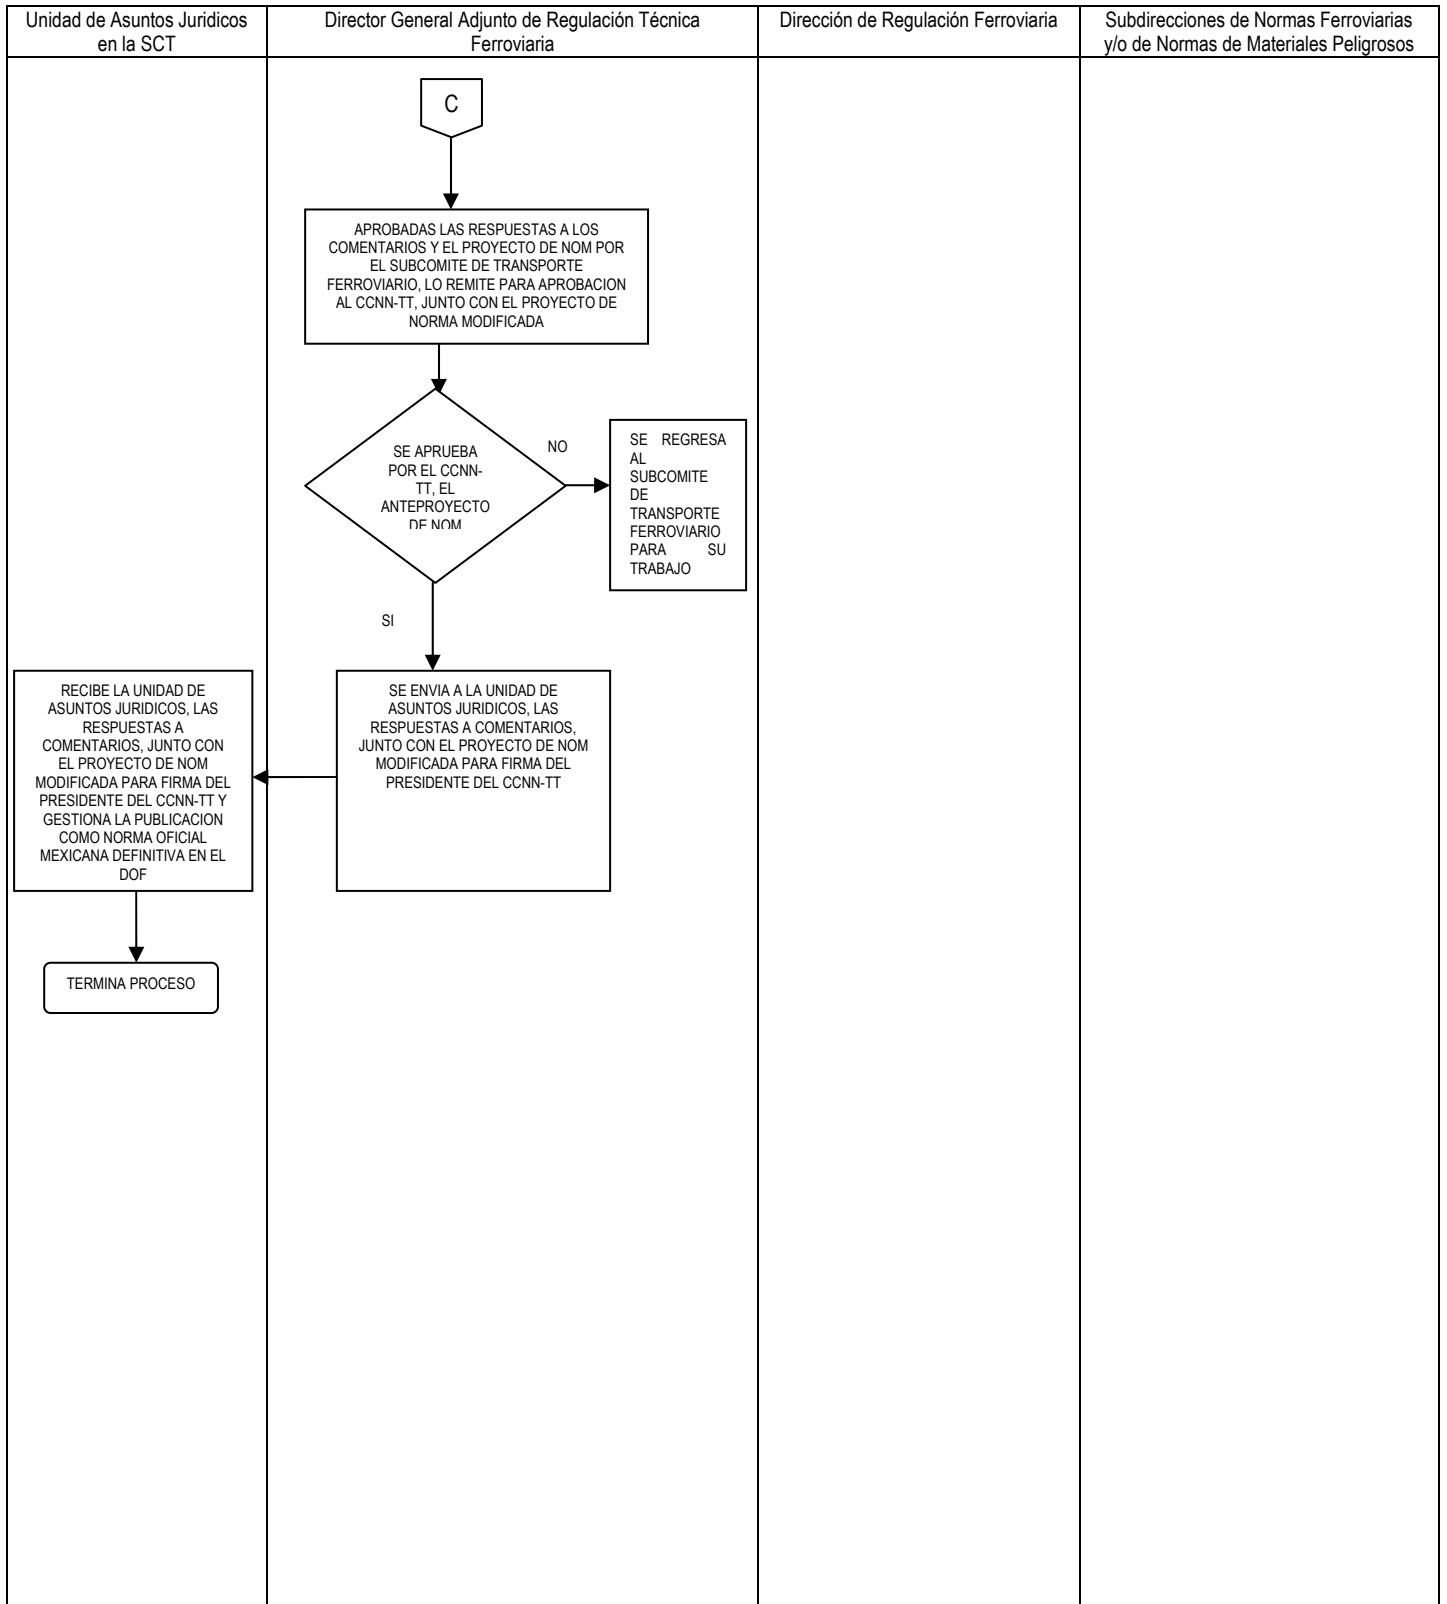 Unidad de Asuntos Juridicos
en la SCT
Director General Adjunto de Regulación Técnica
Ferroviaria
Dirección de Regulación Ferroviaria
Subdirecciones de Normas Ferroviarias
y/o de Normas de Materiales Peligrosos
C
APROBADAS LAS RESPUESTAS A LOS
COMENTARIOS Y EL PROYECTO DE NOM POR
EL SUBCOMITE DE TRANSPORTE
FERROVIARIO, LO REMITE PARA APROBACION
AL CCNN-TT, JUNTO CON EL PROYECTO DE
NORMA MODIFICADA
SE APRUEBA
POR EL CCNN-
TT, EL
ANTEPROYECTO
DE NOM
NO
SE REGRESA
AL
SUBCOMITE
DE
TRANSPORTE
FERROVIARIO
PARA SU
TRABAJO
SI
SE ENVIA A LA UNIDAD DE
ASUNTOS JURIDICOS, LAS
RESPUESTAS A COMENTARIOS,
JUNTO CON EL PROYECTO DE NOM
MODIFICADA PARA FIRMA DEL
PRESIDENTE DEL CCNN-TT
RECIBE LA UNIDAD DE
ASUNTOS JURIDICOS, LAS
RESPUESTAS A
COMENTARIOS, JUNTO CON
EL PROYECTO DE NOM
MODIFICADA PARA FIRMA DEL
PRESIDENTE DEL CCNN-TT Y
GESTIONA LA PUBLICACION
COMO NORMA OFICIAL
MEXICANA DEFINITIVA EN EL
DOF
TERMINA PROCESO